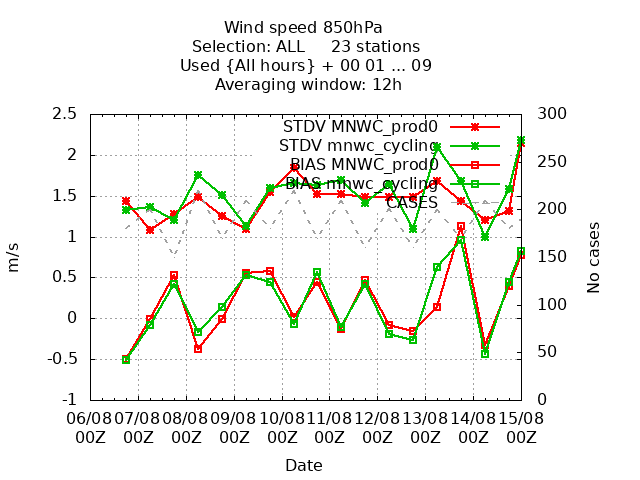 Wind speed 850hPa
Selection: ALL     23 stations
Used {All hours} + 00 01 ... 09
Averaging window: 12h
STDV MNWC_prod0
STDV mnwc_cycling
BIAS MNWC_prod0
BIAS mnwc_cycling
CASES
2.5
2
1.5
1
0.5
0
-0.5
-1
m/s
300
250
200
150
100
50
0
No cases
06/08 07/08 08/08 09/08 10/08 11/08 12/08 13/08 14/08 15/08
00Z 00Z 00Z 00Z 00Z 00Z 00Z 00Z 00Z 00Z
Date